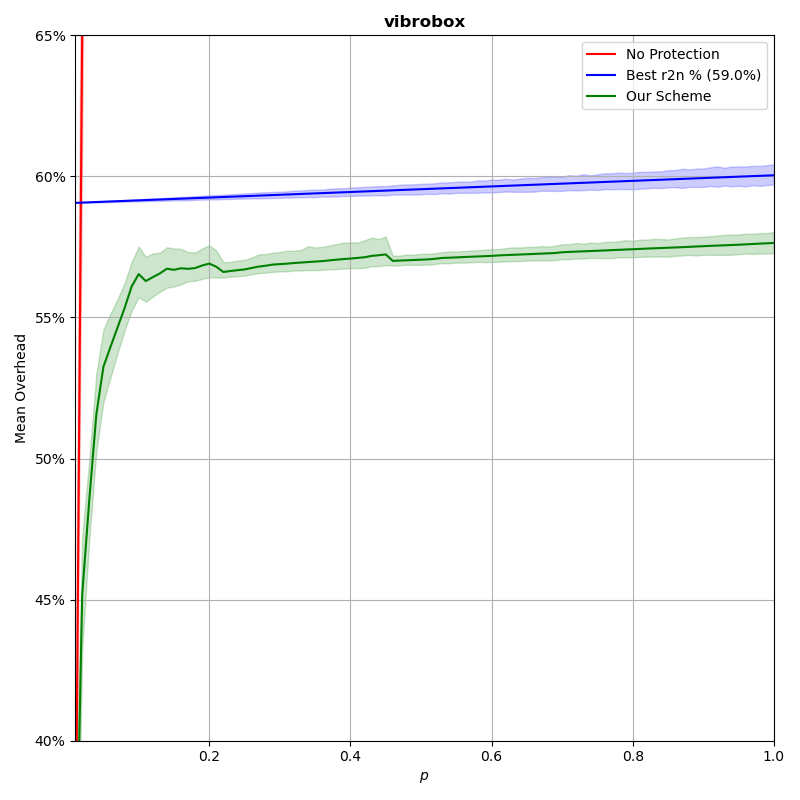 vibrobox
65%
60%
55%
50%
45%
40%
Mean Overhead
No Protection
Best r2n % (59.0%)
Our Scheme
0.2 0.4 0.6 0.8 1.0
p